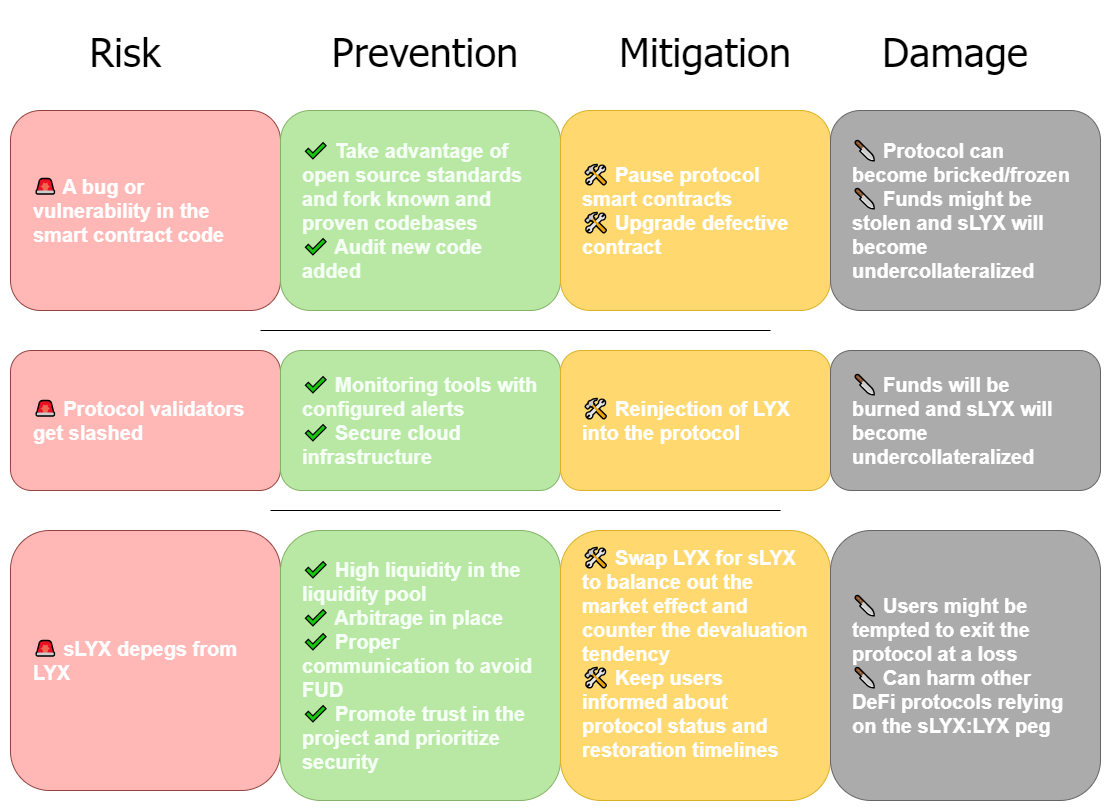 Risk
Prevention
Mitigation
Damage
🚨 A bug or
vulnerability in the
smart contract code
✔ Take advantage of
open source standards
and fork known and
proven codebases
✔ Audit new code
added
🛠 Pause protocol
smart contracts
🛠 Upgrade defective
contract
🔪 Protocol can
become bricked/frozen
🔪 Funds might be
stolen and sLYX will
become
undercollateralized
🚨 Protocol validators
get slashed
✔ Monitoring tools with
configured alerts
✔ Secure cloud
infrastructure
🛠 Reinjection of LYX
into the protocol
🔪 Funds will be
burned and sLYX will
become
undercollateralized
🚨 sLYX depegs from
LYX
✔ High liquidity in the
liquidity pool
✔ Arbitrage in place
✔ Proper
communication to avoid
FUD
✔ Promote trust in the
project and prioritize
security
🛠 Swap LYX for sLYX
to balance out the
market effect and
counter the devaluation
tendency
🛠 Keep users
informed about
protocol status and
restoration timelines
🔪 Users might be
tempted to exit the
protocol at a loss
🔪 Can harm other
DeFi protocols relying
on the sLYX:LYX peg